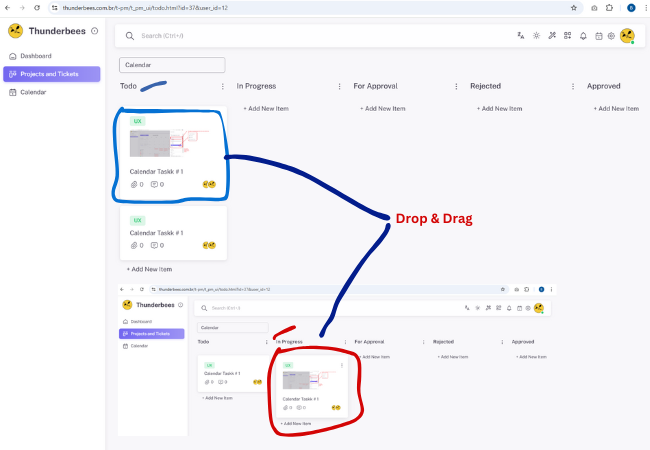 thunderbees.com.br/t-pm/t_pm_ui/todo.html?id=37&user_id=12
Thunderbees
Search (Ctrl+/)
Dashboard
Projects and Tickets
Calendar
Calendar
Todo
In Progress
For Approval
Rejected
Approved
+ Add New Item
+ Add New Item
+ Add New Item
+ Add New Item
UX
Calendar Taskk # 1
0 0
UX
Calendar Taskk # 1
0 0
+ Add New Item
Drop & Drag
thunderbees.com.br/t-pm/t_pm_ui/todo.html?id=37&user_id=12
Thunderbees
Search (Ctrl+/)
Dashboard
Projects and Tickets
Calendar
Calendar
Todo
In Progress
For Approval
Rejected
Approved
UX
Calendar Taskk # 1
0 0
+ Add New Item
UX
Calendar Taskk # 1
0 0
+ Add New Item
Add New Item
+ Add New Item
+ Add New Item